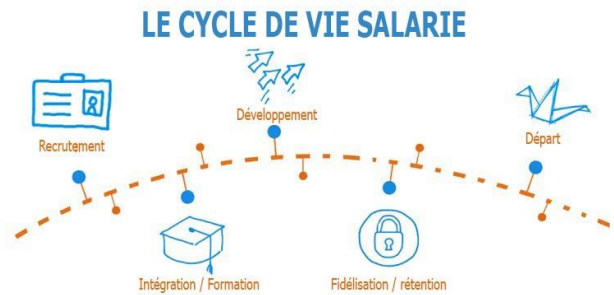 LE CYCLE DE VIE SALARIE
Recrutement
Intégration / Formation
Développement
Fidélisation / rétention
Départ